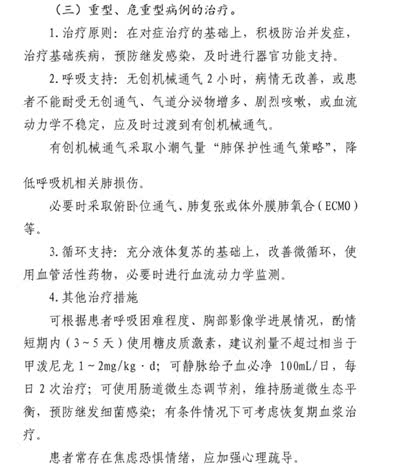 （三）重型、危重型病例的治疗。
1.治疗原则：在对症治疗的基础上，积极防治并发症，
治疗基础疾病，预防继发感染，及时进行器官功能支持。
2.呼吸支持：无创机械通气 2 小时，病情无改善，或患
者不能耐受无创通气、气道分泌物增多、剧烈咳嗽，或血流
动力学不稳定，应及时过渡到有创机械通气。
有创机械通气采取小潮气量“肺保护性通气策略”，降
低呼吸机相关肺损伤。
必要时采取俯卧位通气、肺复张或体外膜肺氧合（ECMO）
等。
3.循环支持：充分液体复苏的基础上，改善微循环，使
用血管活性药物，必要时进行血流动力学监测。
4.其他治疗措施
可根据患者呼吸困难程度、胸部影像学进展情况，酌情
短期内（3～5 天）使用糖皮质激素，建议剂量不超过相当于
甲泼尼龙 1～2mg/kg·d；可静脉给予血必净 100mL/日，每
日 2 次治疗；可使用肠道微生态调节剂，维持肠道微生态平
衡，预防继发细菌感染；有条件情况下可考虑恢复期血浆治
疗。
患者常存在焦虑恐惧情绪，应加强心理疏导。